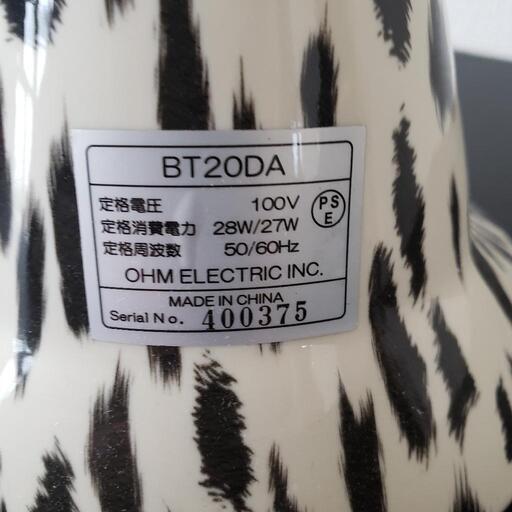 BT20DA
定格電圧 100V
定格消費電力 28W/27W
定格周波数 50/60Hz
PS
E
OHM ELECTRIC INC.
MADE IN CHINA
Serial No. 400375